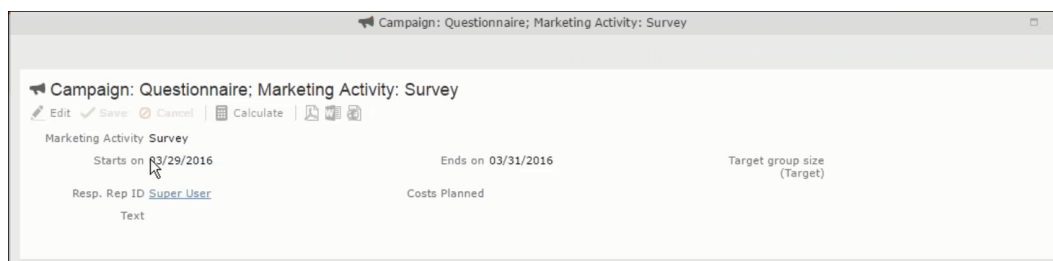 Campaign: Questionnaire; Marketing Activity: Survey
Campaign: Questionnaire; Marketing Activity: Survey
Edit Save Cancel Calculate
Marketing Activity Survey
Starts on 03/29/2016 Ends on 03/31/2016 Target group size
(Target)
Resp. Rep ID Super User Costs Planned
Text